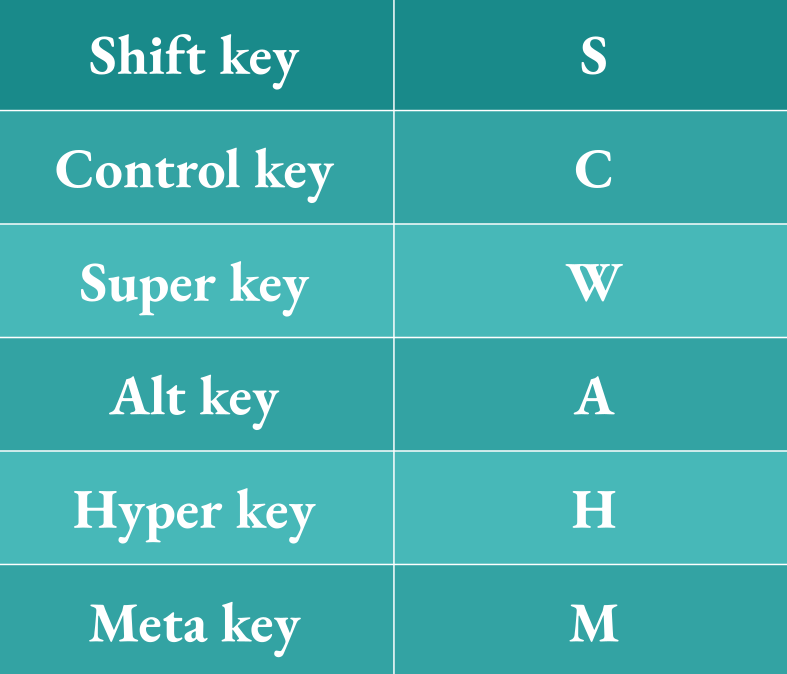 Shift key S
Control key C
Super key W
Alt key A
Hyper key H
Meta key M